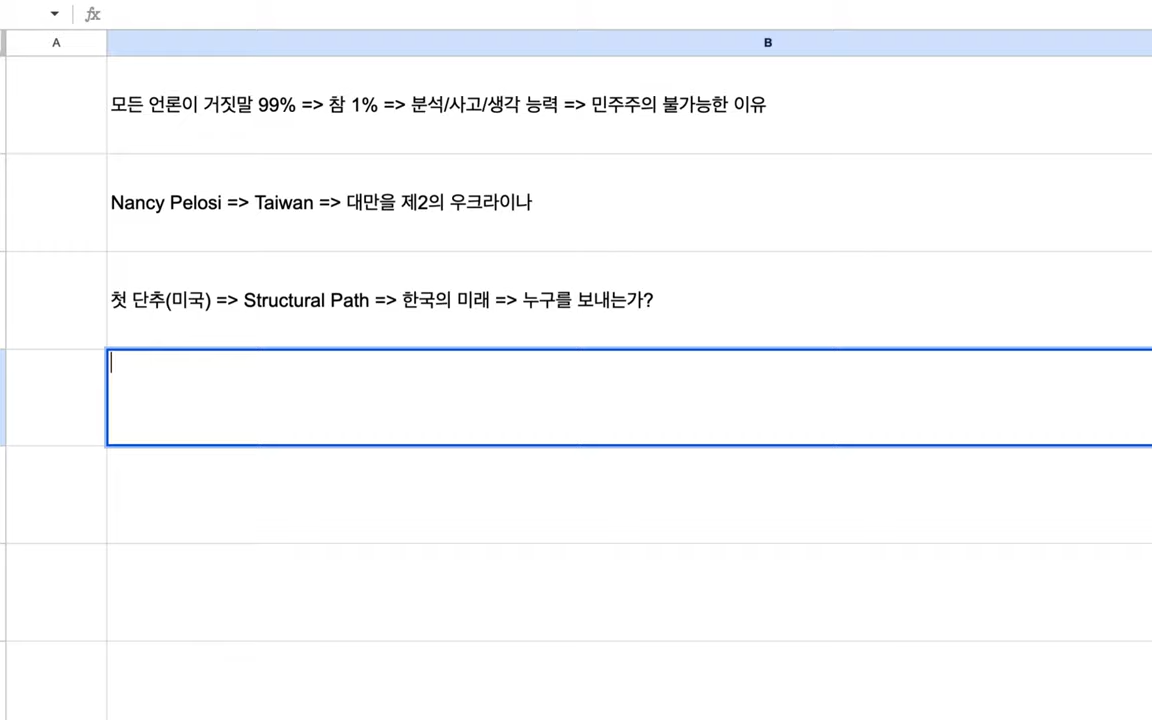 fx
A
B
모든 언론이 거짓말 99% => 참 1% => 분석/사고/생각 능력 => 민주주의 불가능한 이유
Nancy Pelosi => Taiwan => 대만을 제2의 우크라이나
첫 단추(미국) => Structural Path => 한국의 미래 => 누구를 보내는가?